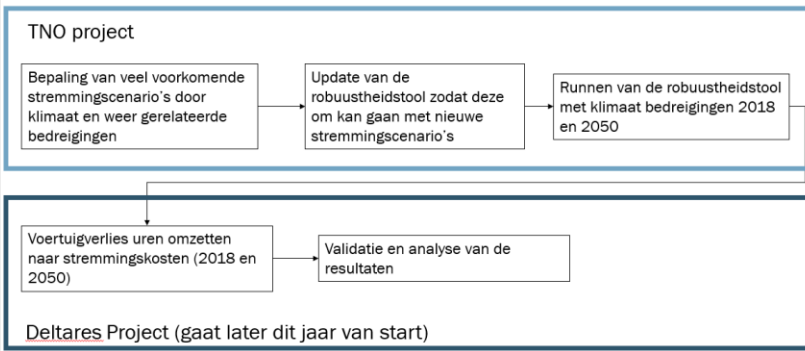 TNO project
Bepaling van veel voorkomende
stremmingscenario's door
klimaat en weer gerelateerde
bedreigingen
Update van de
robuustheidstool zodat deze
om kan gaan met nieuwe
stremmingscenario's
Runnen van de robuustheidstool
met klimaat bedreigingen 2018
en 2050
Voertuigverlies uren omzetten
naar stremmingskosten (2018 en
2050)
Validatie en analyse van de
resultaten
Deltares Project (gaat later dit jaar van start)